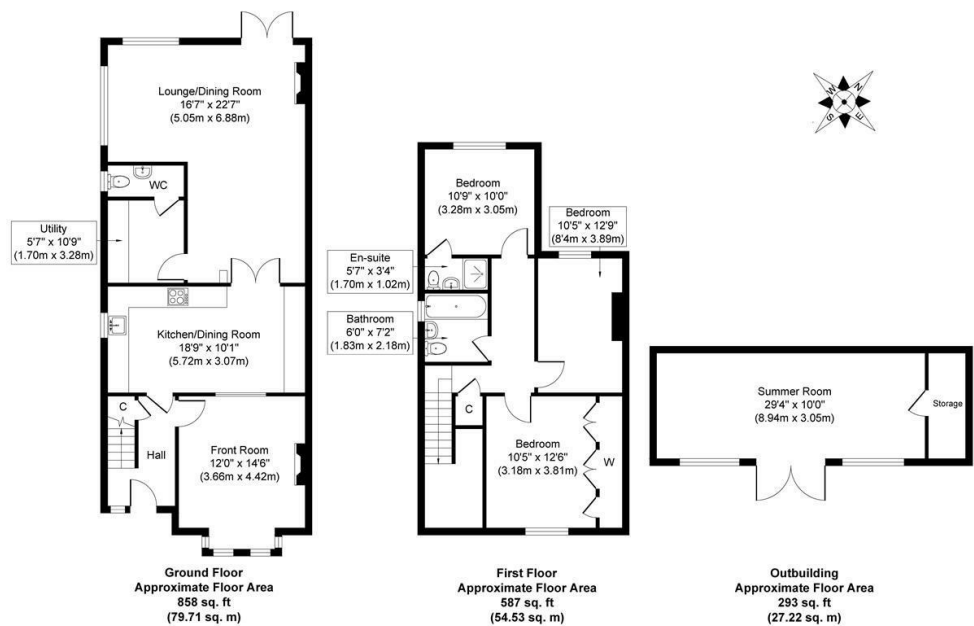 Lounge/Dining Room
16'7" x 22'7"
(5.05m x 6.88m)
WC
Utility
5'7" x 10'9"
(1.70m x 3.28m)
Kitchen/Dining Room
18'9" x 10'1"
(5.72m x 3.07m)
C
Hall
Front Room
12'0" x 14'6"
(3.66m x 4.42m)
Ground Floor
Approximate Floor Area
858 sq. ft
(79.71 sq. m)
Bedroom
10'9" x 10'0"
(3.28m x 3.05m)
Bedroom
10'5" x 12'9"
(8'4m x 3.89m)
En-suite
5'7" x 3'4"
(1.70m x 1.02m)
Bathroom
6'0" x 7'2"
(1.83m x 2.18m)
C
Bedroom
10'5" x 12'6"
(3.18m x 3.81m)
W
First Floor
Approximate Floor Area
587 sq. ft
(54.53 sq. m)
W
N
S
E
Summer Room
29'4" x 10'0"
(8.94m x 3.05m)
Storage
Outbuilding
Approximate Floor Area
293 sq. ft
(27.22 sq. m)